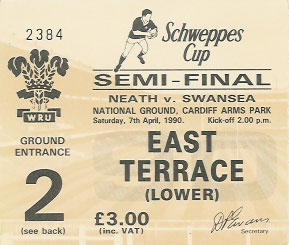 2384
Schweppes
Cup
WRU
SEMI-FINAL
NEATH v. SWANSEA
NATIONAL GROUND, CARDIFF ARMS PARK
Saturday, 7th April, 1990. Kick-off 2.00 p.m.
GROUND
ENTRANCE
2
(see back)
EAST
TERRACE
(LOWER)
£3.00
(inc. VAT)
Secretary